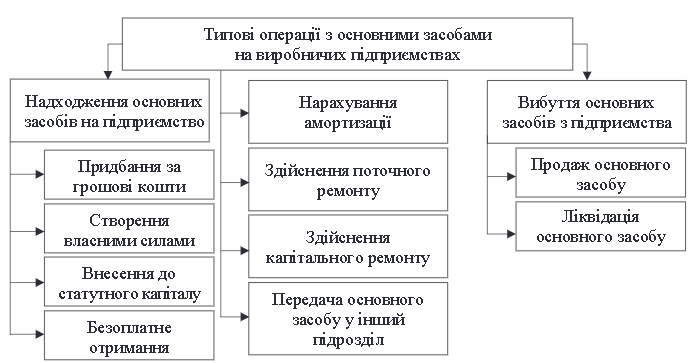 Типові операції з основними засобами
на виробничих підприємствах
Надходження основних
засобів на підприємство
Придбання за
грошові кошти
Створення
власними силами
Внесення до
статутного капіталу
Безоплатне
отримання
Нарахування
амортизації
Здійснення поточного
ремонту
Здійснення
капітального ремонту
Передача основного
засобу у інший
підрозділ
Вибуття основних
засобів з підприємства
Продаж основного
засобу
Ліквідація
основного засобу